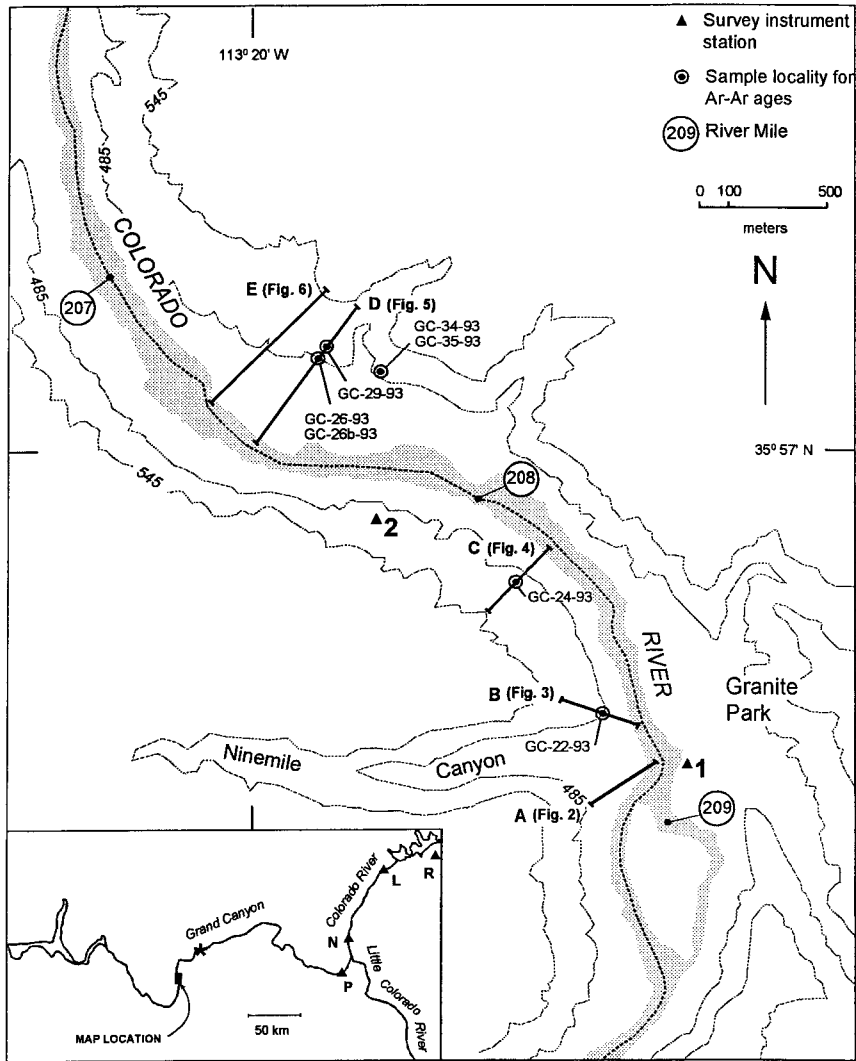 113° 20' W
Survey instrument
station
Sample locality for
Ar-Ar ages
209 River Mile
0 100 500
meters
N
545
485
COLORADO
485
207
E (Fig. 6)
D (Fig. 5)
GC-34-93
GC-35-93
GC-29-93
GC-26-93
GC-26b-93
35° 57' N
545
208
2
C (Fig. 4)
GC-24-93
RIVER
Granite
Park
B (Fig. 3)
GC-22-93
Ninemile
Canyon
1
485
A (Fig. 2)
209
L
R
Colorado River
Grand Canyon
N
Little
Colorado
River
P
MAP LOCATION
50 km